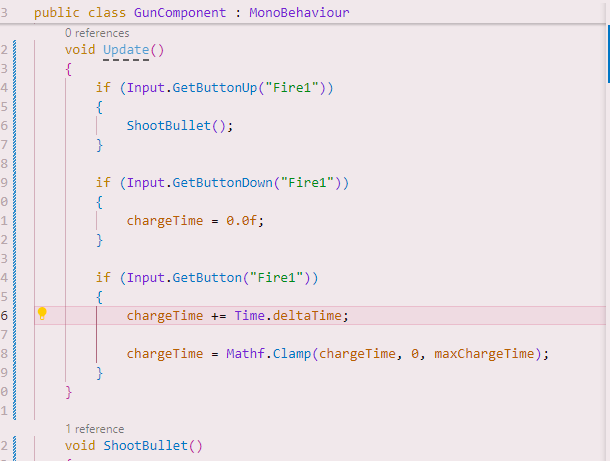 3 public class GunComponent : MonoBehaviour
0 references
2 void Update()
3 {
4 if (Input.GetButtonUp("Fire1"))
5 {
6 ShootBullet();
7 }
8
9 if (Input.GetButtonDown("Fire1"))
0 {
1 chargeTime = 0.0f;
2 }
3
4 if (Input.GetButton("Fire1"))
5 {
6 chargeTime += Time.deltaTime;
7
8 chargeTime = Mathf.Clamp(chargeTime, 0, maxChargeTime);
9 }
0 }
1
1 reference
2 void ShootBullet()